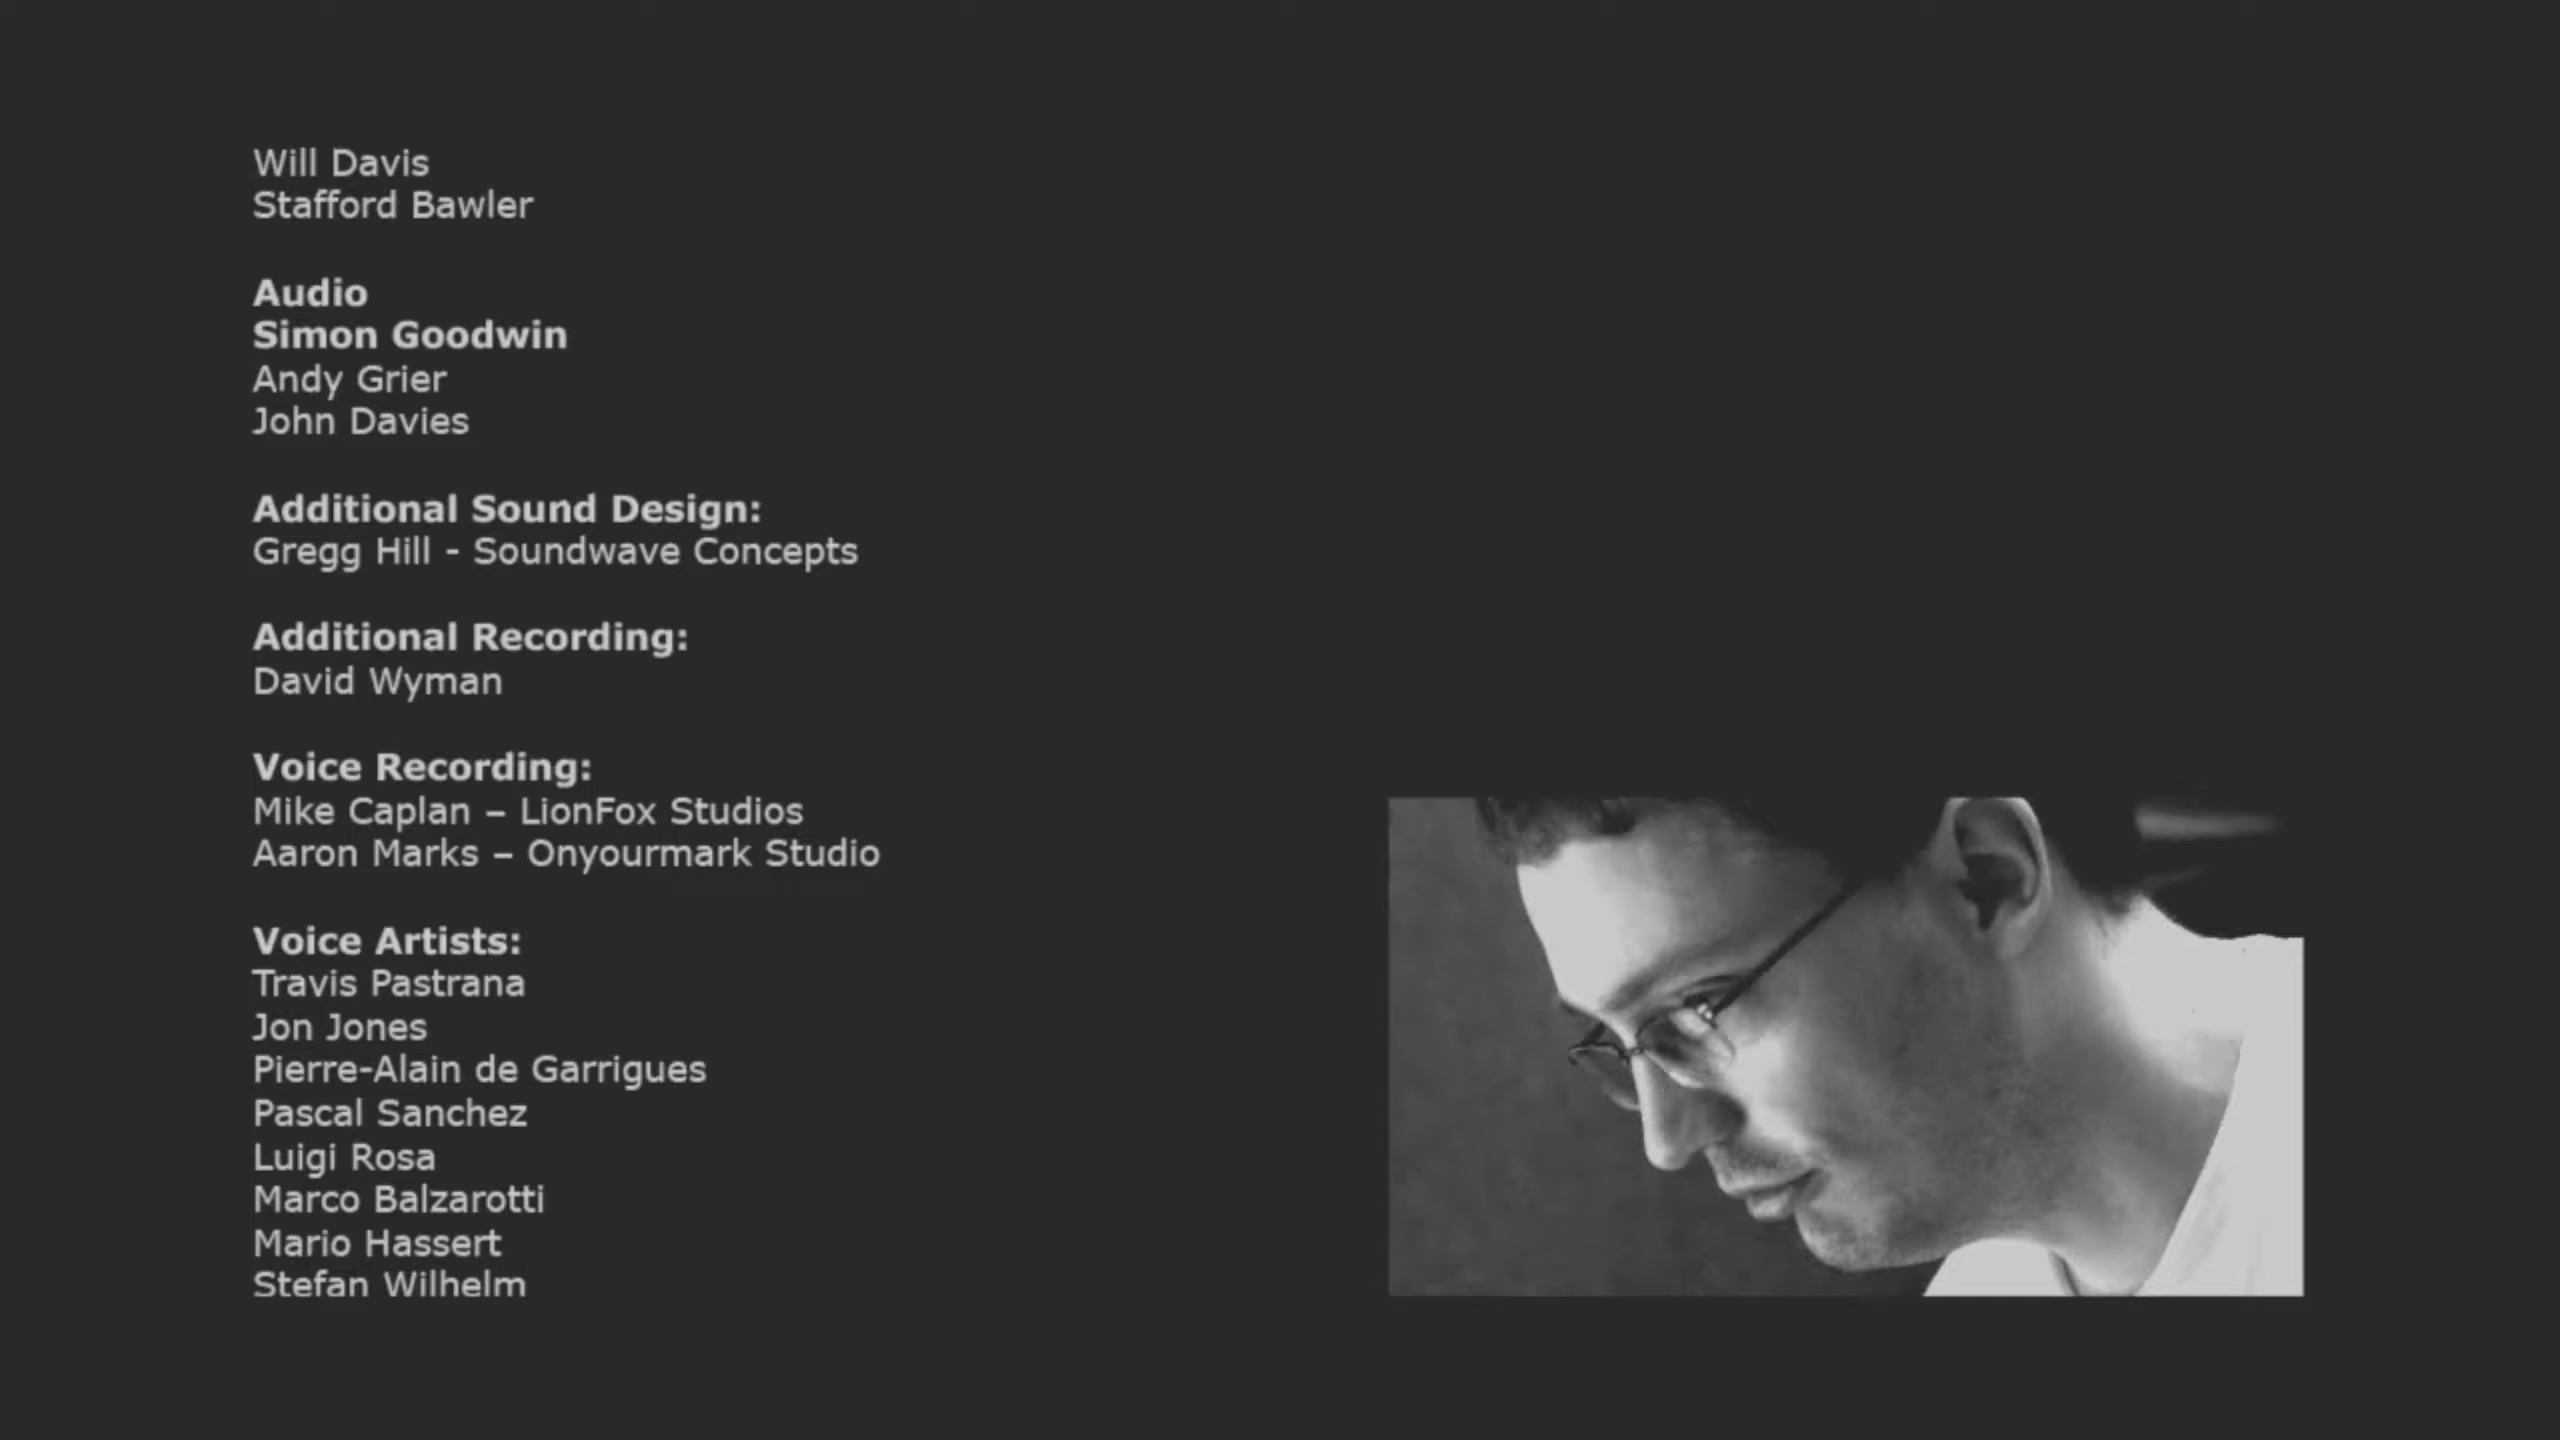 Will Davis
Stafford Bawler
Audio
Simon Goodwin
Andy Grier
John Davies
Additional Sound Design:
Gregg Hill - Soundwave Concepts
Additional Recording:
David Wyman
Voice Recording:
Mike Caplan – LionFox Studios
Aaron Marks – Onyourmark Studio
Voice Artists:
Travis Pastrana
Jon Jones
Pierre-Alain de Garrigues
Pascal Sanchez
Luigi Rosa
Marco Balzarotti
Mario Hassert
Stefan Wilhelm